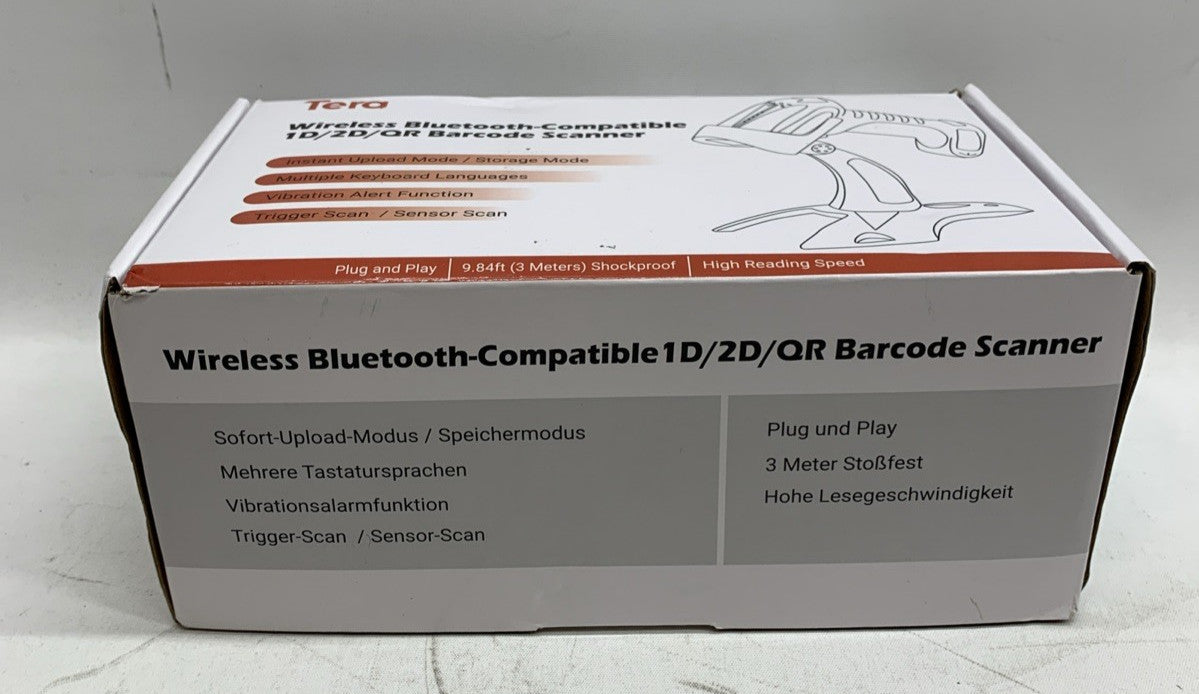 Tera
Wireless Bluetooth-Compatible
1D/2D/QR Barcode Scanner
Instant Upload Mode / Storage Mode
Multiple Keyboard Languages
Vibration Alert Function
Trigger Scan / Sensor Scan
Plug and Play | 9.84ft (3 Meters) Shockproof | High Reading Speed
Wireless Bluetooth-Compatible 1D/2D/QR Barcode Scanner
Sofort-Upload-Modus / Speichermodus
Mehrere Tastatursprachen
Vibrationsalarmfunktion
Trigger-Scan / Sensor-Scan
Plug und Play
3 Meter Stoßfest
Hohe Lesegeschwindigkeit